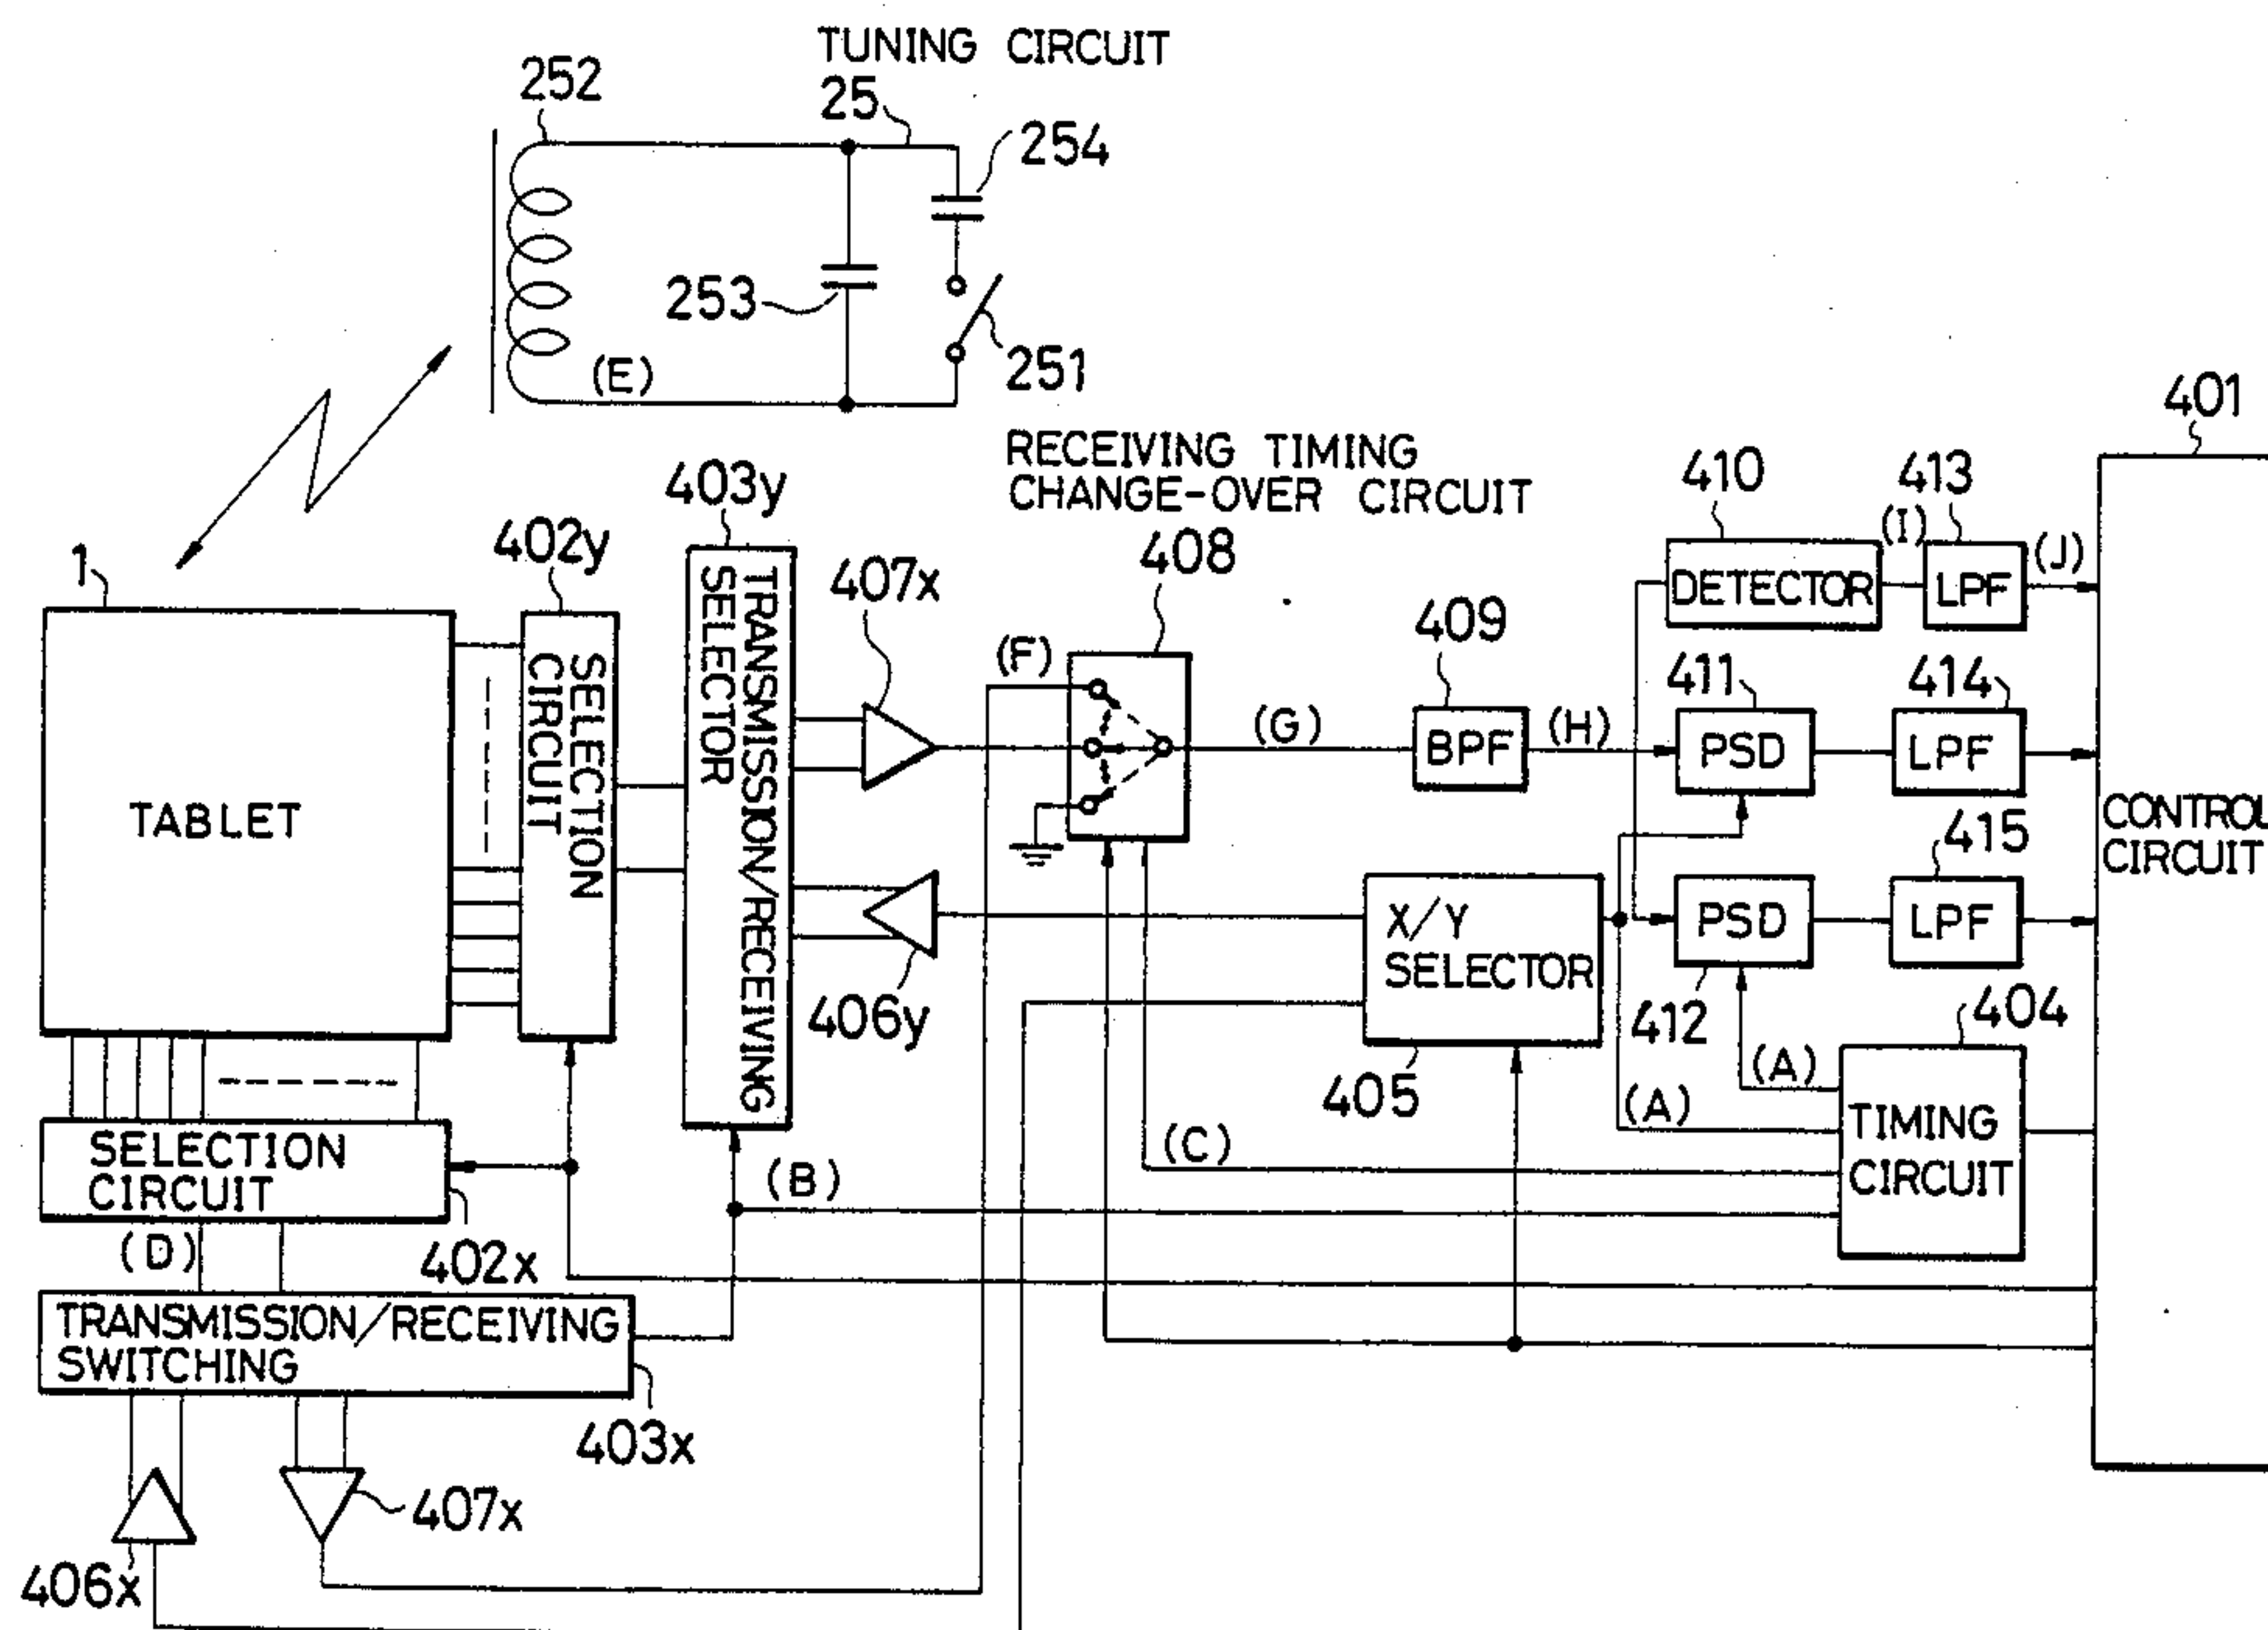 TUNING CIRCUIT
25
252
254
253
251
(E)
401
RECEIVING TIMING
CHANGE-OVER CIRCUIT
408
403y
402y
1
407x
410
413
(I)
(J)
DETECTOR
LPF
TABLET
SELECTION
CIRCUIT
TRANSMISSION/RECEIVING
SELECTOR
(F)
409
411
414
(G)
BPF
(H)
PSD
LPF
CONTROL
CIRCUIT
415
X/Y
SELECTOR
PSD
LPF
406y
405
412
404
(A)
(A)
TIMING
CIRCUIT
(C)
(B)
SELECTION
CIRCUIT
(D)
402x
TRANSMISSION/RECEIVING
SWITCHING
403x
407x
406x